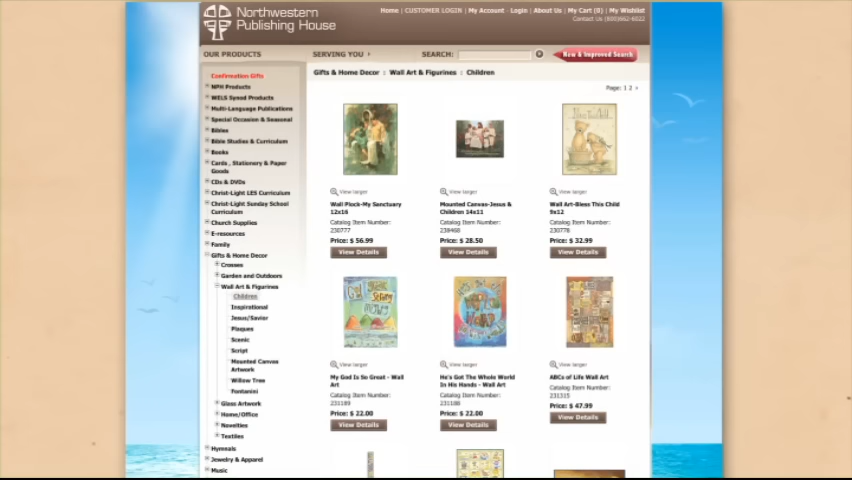 Northwestern
Publishing House
Home | CUSTOMER LOGIN | My Account - Login | About Us | My Cart (0) | My Wishlist
Contact Us (800)662-6022
OUR PRODUCTS
SERVING YOU
SEARCH:
New & Improved Search
Gifts & Home Decor : Wall Art & Figurines : Children
Page: 1 2 >
Confirmation Gifts
NPH Products
WELS Synod Products
Multi-Language Publications
Special Occasion & Seasonal
Bibles
Bible Studies & Curriculum
Books
Cards, Stationery & Paper
Goods
CDs & DVDs
Christ-Light LES Curriculum
Christ-Light Sunday School
Curriculum
Church Supplies
E-resources
Family
Gifts & Home Decor
Crosses
Garden and Outdoors
Wall Art & Figurines
Children
Inspirational
Jesus/Savior
Plaques
Scenic
Script
Mounted Canvas
Artwork
Willow Tree
Fontanini
Glass Artwork
Home/Office
Novelties
Textiles
Hymnals
Jewelry & Apparel
Music
View larger
Wall Plock-My Sanctuary
12x16
Catalog Item Number:
230777
Price: $ 56.99
View Details
View larger
Mounted Canvas-Jesus &
Children 14x11
Catalog Item Number:
238468
Price: $ 28.50
View Details
Bless This Child
View larger
Wall Art-Bless This Child
9x12
Catalog Item Number:
230778
Price: $ 32.99
View Details
View larger
My God Is So Great - Wall
Art
Catalog Item Number:
231189
Price: $ 22.00
View Details
View larger
He's Got The Whole World
In His Hands - Wall Art
Catalog Item Number:
231188
Price: $ 22.00
View Details
View larger
ABCs of Life Wall Art
Catalog Item Number:
231315
Price: $ 47.99
View Details